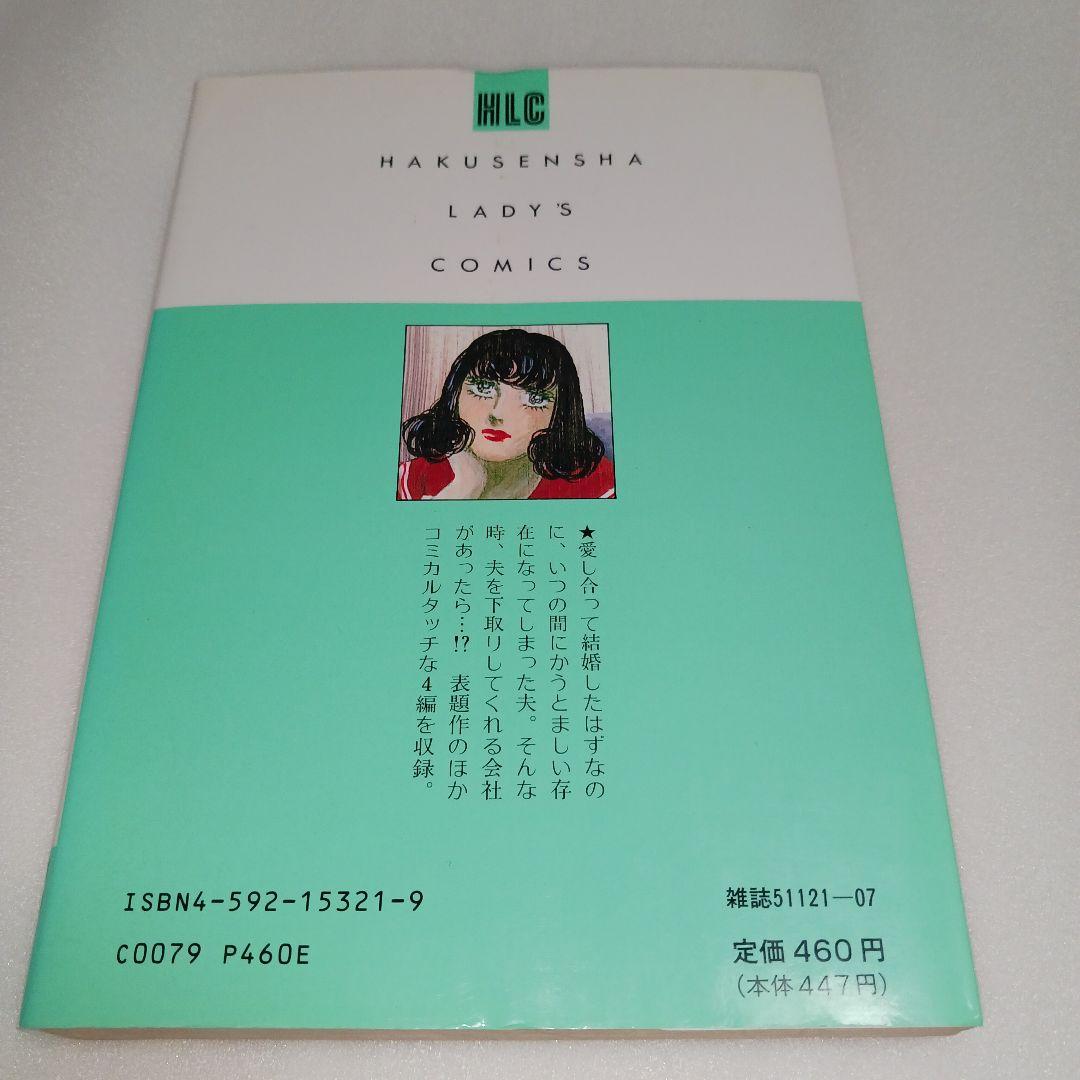 HLC
HAKUSENSHA
LADY'S
COMICS
★愛し合って結婚したはずなの
に、いつの間にかうとましい存
在になってしまった夫。そんな
時、夫を下取りしてくれる会社
があったら…!? 表題作のほか
コミカルタッチな4編を収録。
ISBN4-592-15321-9
雑誌51121―07
C0079 P460E
定価460円
(本体447円)